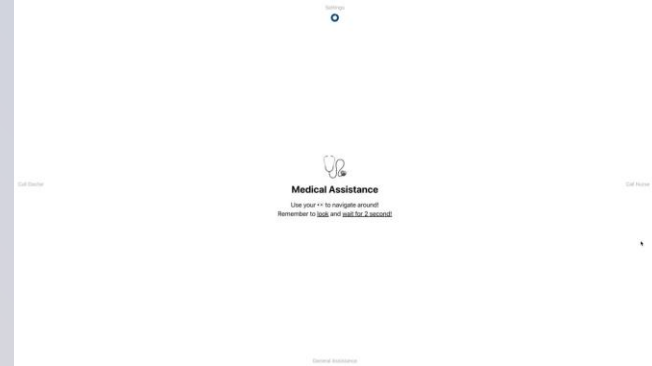 Settings
Call Doctor
Call Nurse
Medical Assistance
Use your 👀 to navigate around!
Remember to look and wait for 2 second!
General Assistance